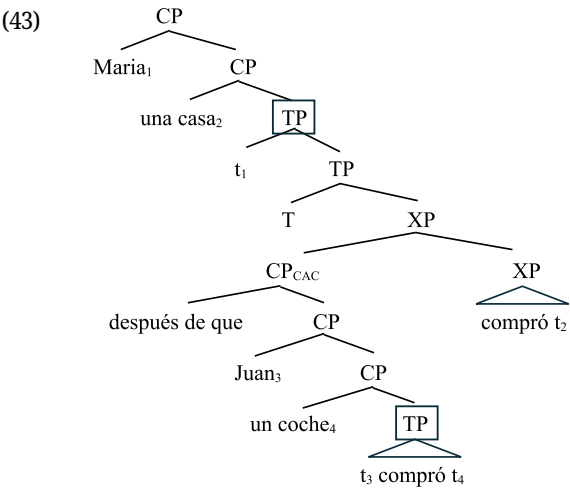 (43) CP
Maria₁ CP
una casa₂ TP
t₁ TP
T XP
CP_CAC XP
después de que CP compró t₂
Juan₃ CP
un coche₄ TP
t₃ compró t₄